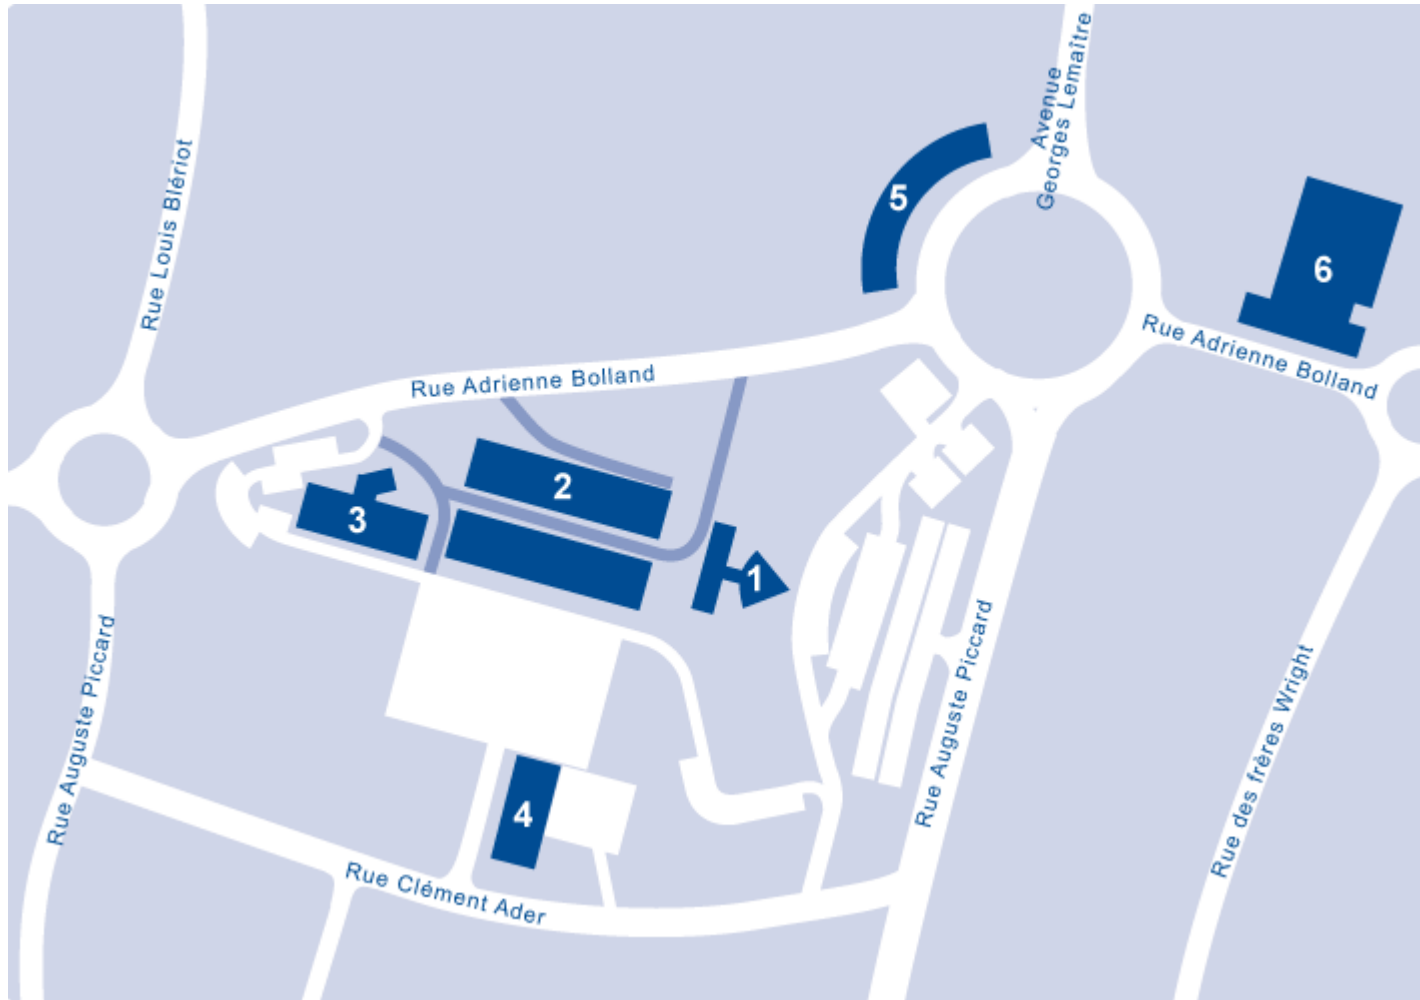 Avenue
Georges Lemaître
Rue Louis Blériot
5
6
Rue Adrienne Bolland
Rue Adrienne Bolland
2
3
1
Rue Auguste Piccard
Rue Auguste Piccard
Rue des frères Wright
4
Rue Clément Ader